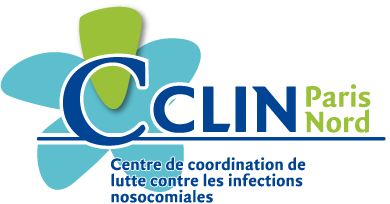 CCLIN Paris
Nord
Centre de coordination de
lutte contre les infections
nosocomiales